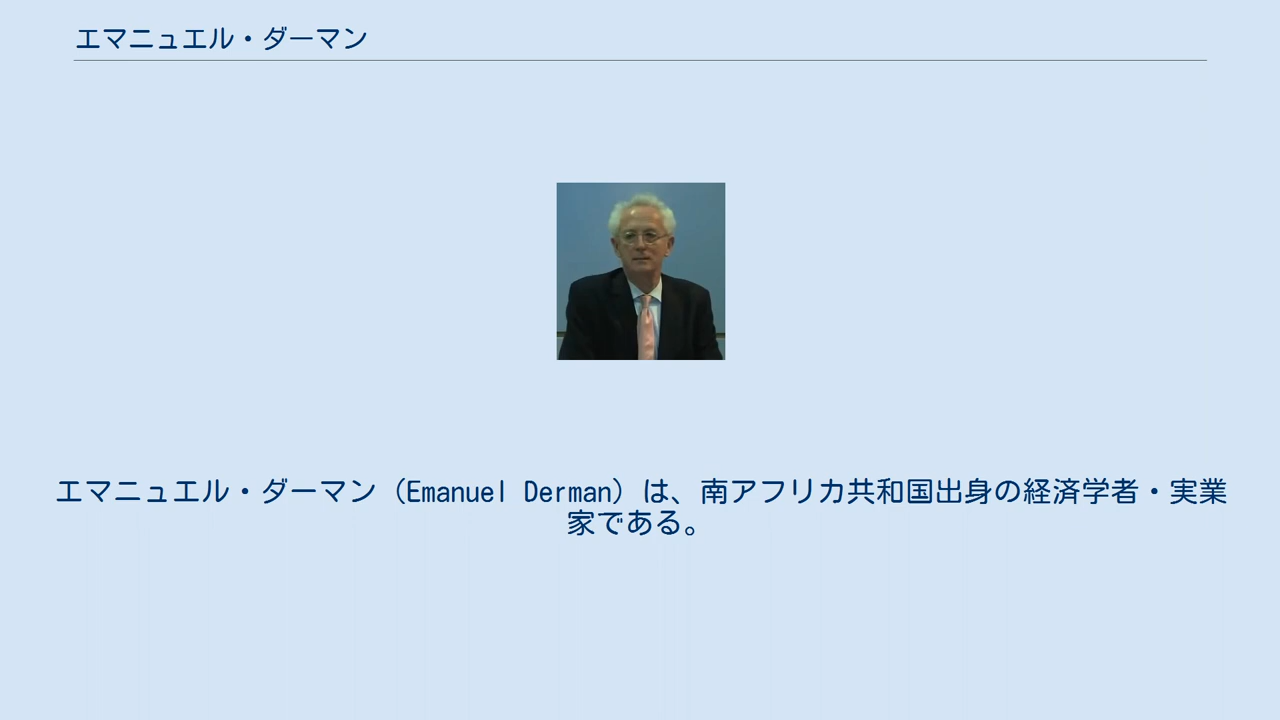 エマニュエル・ダーマン
エマニュエル・ダーマン（Emanuel Derman）は、南アフリカ共和国出身の経済学者・実業
家である。